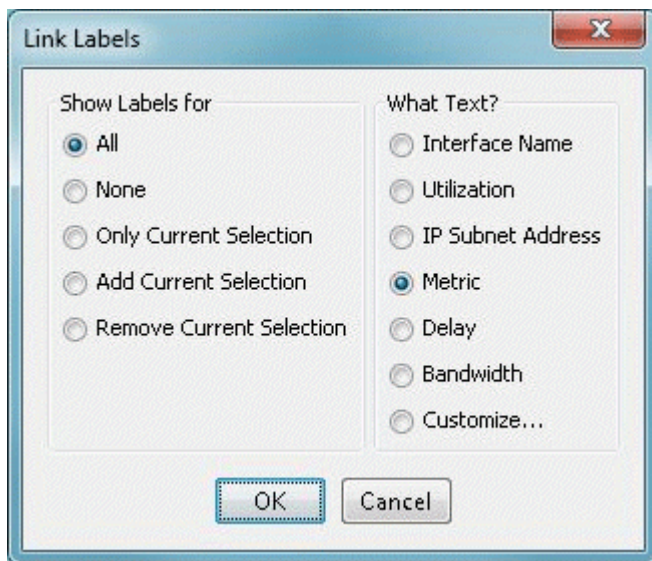 Link Labels
Show Labels for
All
None
Only Current Selection
Add Current Selection
Remove Current Selection
What Text?
Interface Name
Utilization
IP Subnet Address
Metric
Delay
Bandwidth
Customize...
OK
Cancel